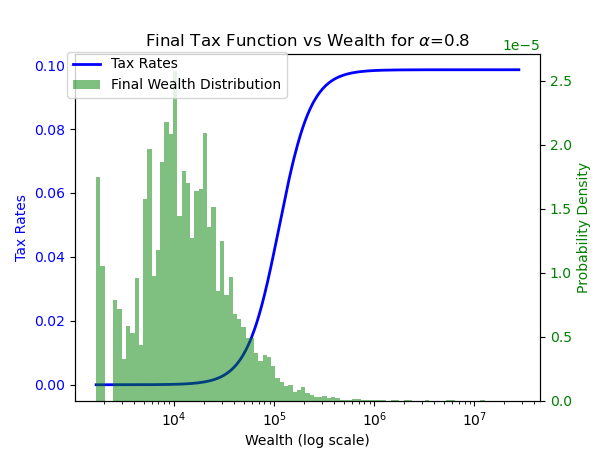 Final Tax Function vs Wealth for α=0.8
1e−5
Tax Rates
Final Wealth Distribution
0.10
0.08
0.06
0.04
0.02
0.00
Tax Rates
2.5
2.0
1.5
1.0
0.5
0.0
Probability Density
10⁴ 10⁵ 10⁶ 10⁷
Wealth (log scale)